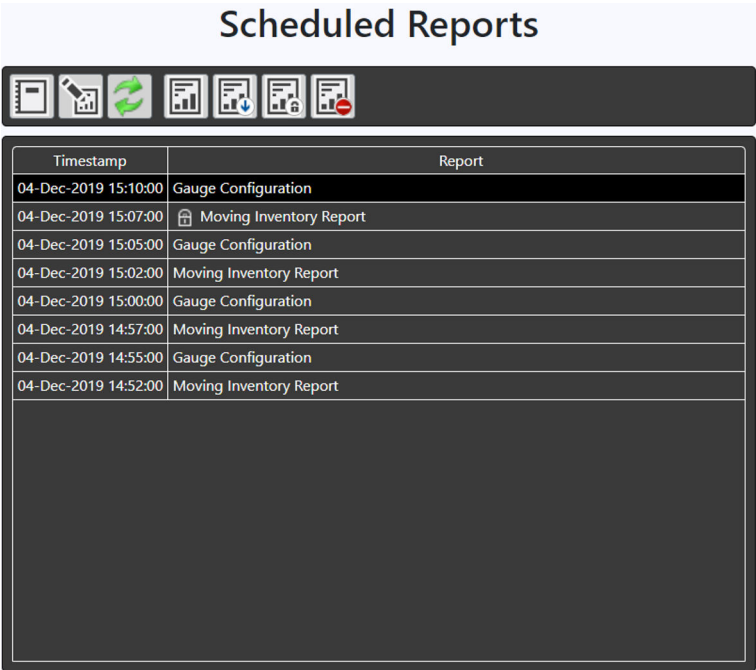 Scheduled Reports
Timestamp Report
04-Dec-2019 15:10:00 Gauge Configuration
04-Dec-2019 15:07:00 Moving Inventory Report
04-Dec-2019 15:05:00 Gauge Configuration
04-Dec-2019 15:02:00 Moving Inventory Report
04-Dec-2019 15:00:00 Gauge Configuration
04-Dec-2019 14:57:00 Moving Inventory Report
04-Dec-2019 14:55:00 Gauge Configuration
04-Dec-2019 14:52:00 Moving Inventory Report